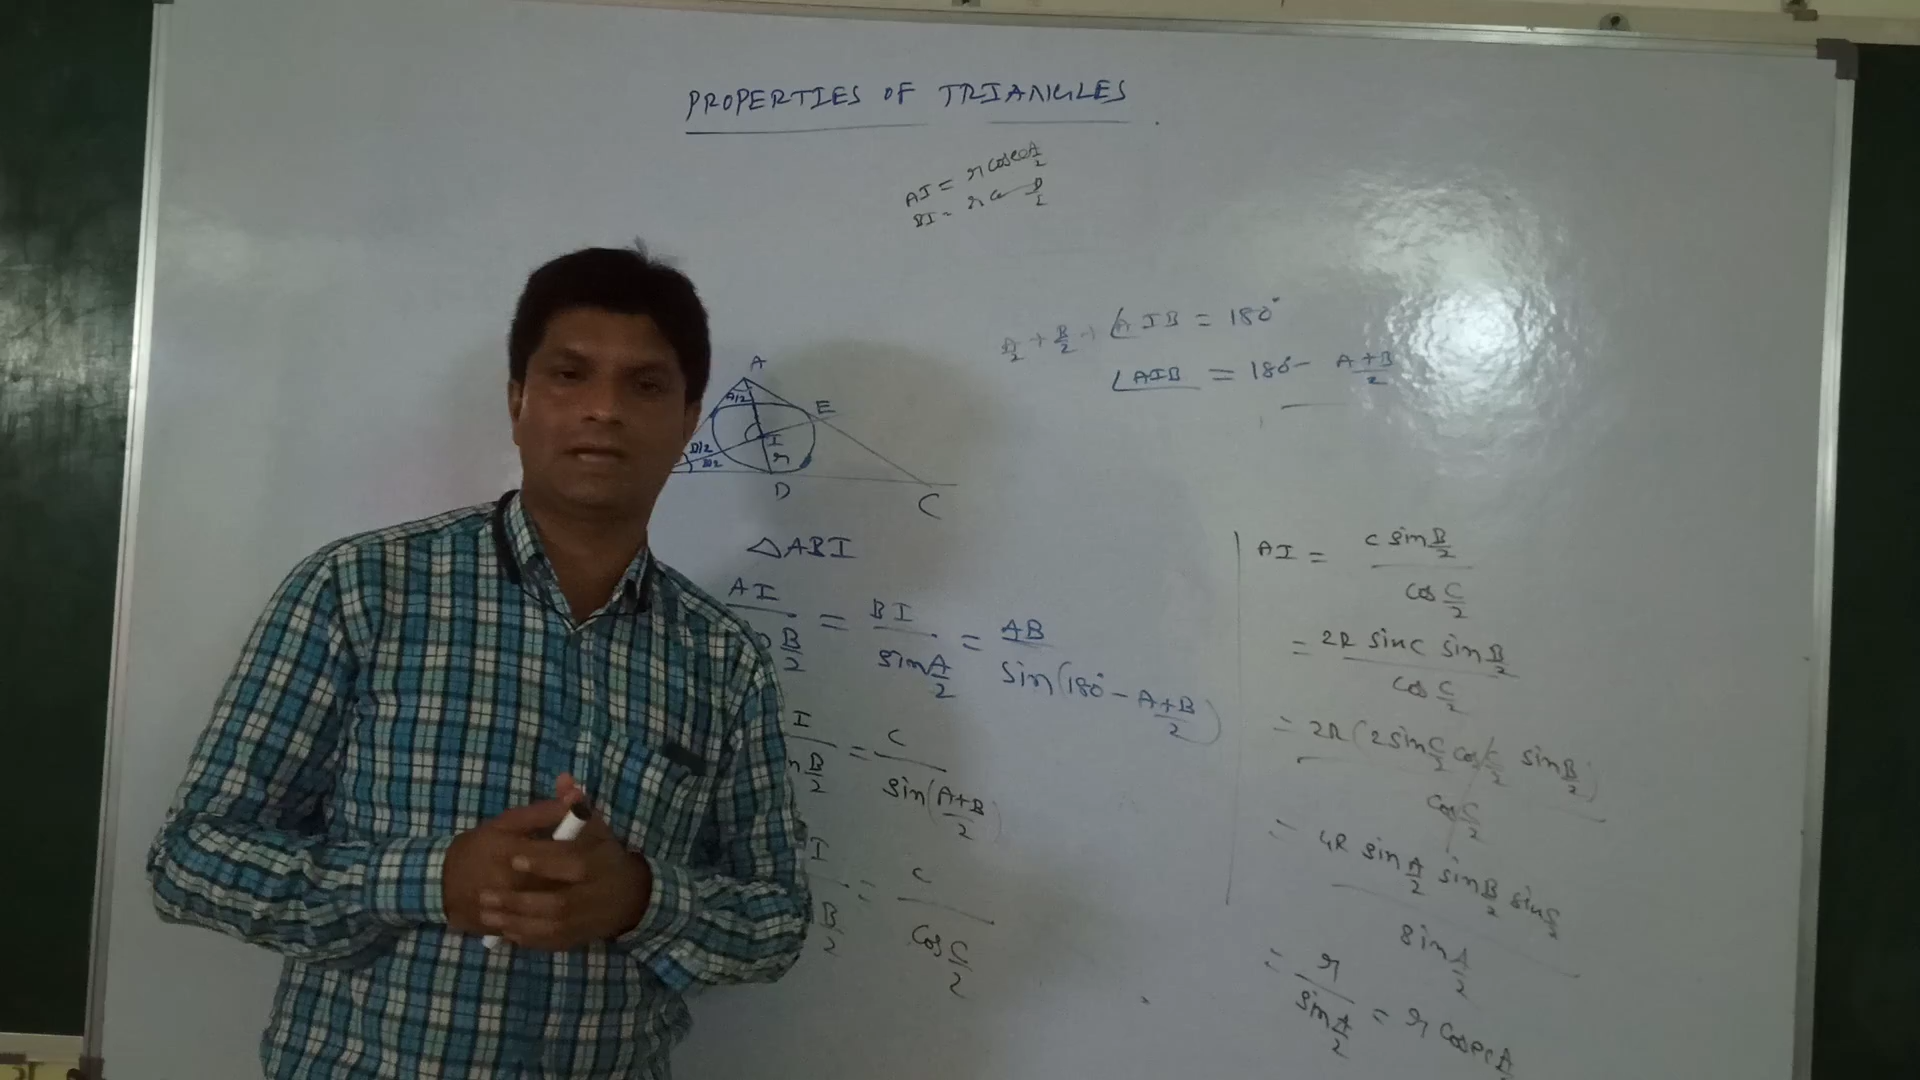 PROPERTIES OF TRIANGLES
AI = r cosec A/2
BI = r
A/2 + B/2 + ∠AIB = 180°
∠AIB = 180° - (A+B)/2
A
A/2
E
I
r
B/2
B/2
D
C
△ABI
AI / B/2 = BI / sin A/2 = AB / sin(180° - (A+B)/2)
I / n B/2 = c / sin((A+B)/2)
I / B/2 = c / cos C/2
AI = c sin B/2 / cos C/2
= 2R sin C sin B/2 / cos C/2
= 2R (2 sin C/2 cos C/2 sin B/2) / cos C/2
= 4R sin A/2 sin B/2 sin C/2 / sin A/2
= r / sin A/2 = r cosec A